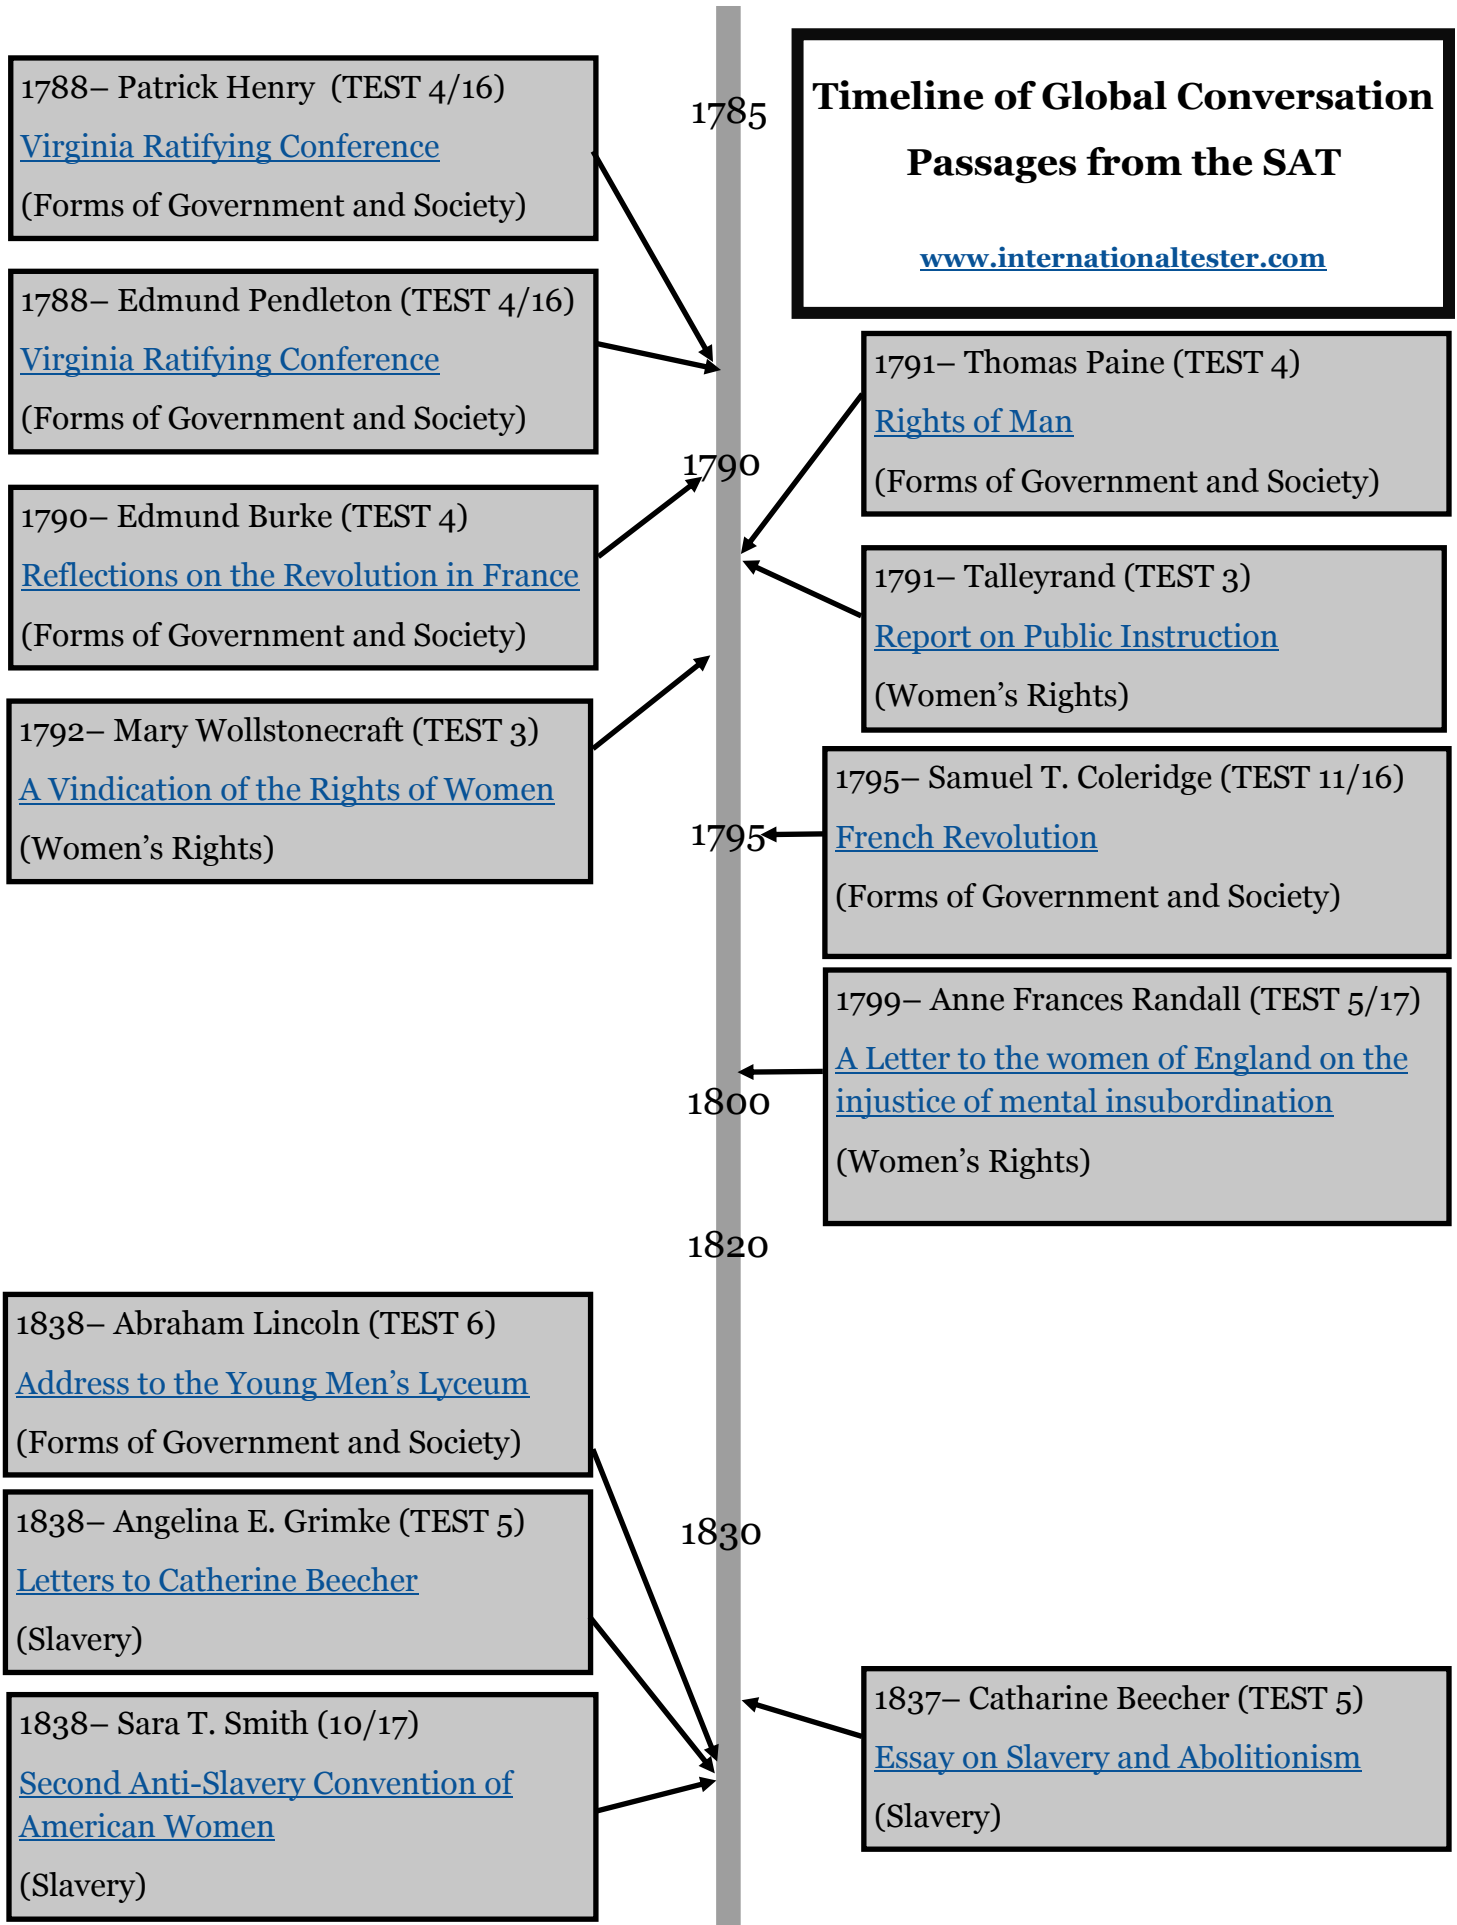 1785
Timeline of Global Conversation
Passages from the SAT
www.internationaltester.com
1788– Patrick Henry (TEST 4/16)
Virginia Ratifying Conference
(Forms of Government and Society)
1788– Edmund Pendleton (TEST 4/16)
Virginia Ratifying Conference
(Forms of Government and Society)
1791– Thomas Paine (TEST 4)
Rights of Man
(Forms of Government and Society)
1790
1790– Edmund Burke (TEST 4)
Reflections on the Revolution in France
(Forms of Government and Society)
1791– Talleyrand (TEST 3)
Report on Public Instruction
(Women’s Rights)
1792– Mary Wollstonecraft (TEST 3)
A Vindication of the Rights of Women
(Women’s Rights)
1795
1795– Samuel T. Coleridge (TEST 11/16)
French Revolution
(Forms of Government and Society)
1799– Anne Frances Randall (TEST 5/17)
A Letter to the women of England on the
injustice of mental insubordination
(Women’s Rights)
1800
1820
1838– Abraham Lincoln (TEST 6)
Address to the Young Men’s Lyceum
(Forms of Government and Society)
1838– Angelina E. Grimke (TEST 5)
Letters to Catherine Beecher
(Slavery)
1830
1838– Sara T. Smith (10/17)
Second Anti-Slavery Convention of
American Women
(Slavery)
1837– Catharine Beecher (TEST 5)
Essay on Slavery and Abolitionism
(Slavery)